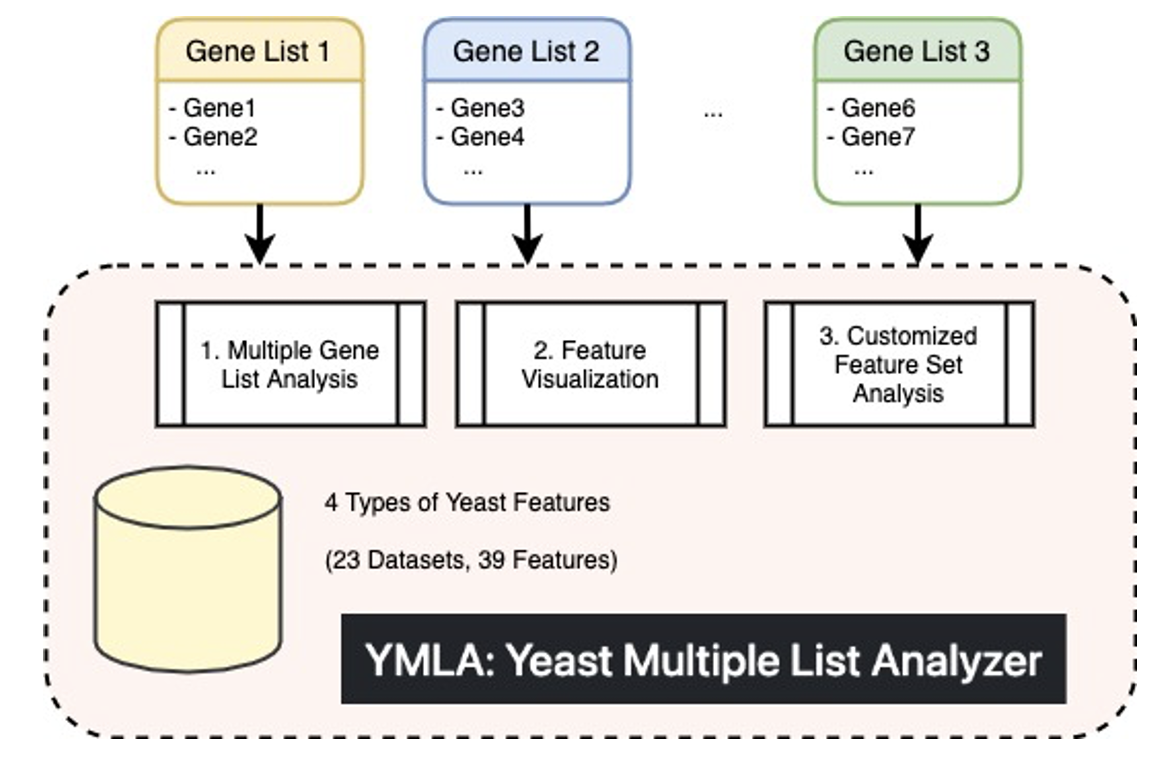 Gene List 1
- Gene1
- Gene2
...
Gene List 2
- Gene3
- Gene4
...
...
Gene List 3
- Gene6
- Gene7
...
1. Multiple Gene
List Analysis
2. Feature
Visualization
3. Customized
Feature Set
Analysis
4 Types of Yeast Features
(23 Datasets, 39 Features)
YMLA: Yeast Multiple List Analyzer